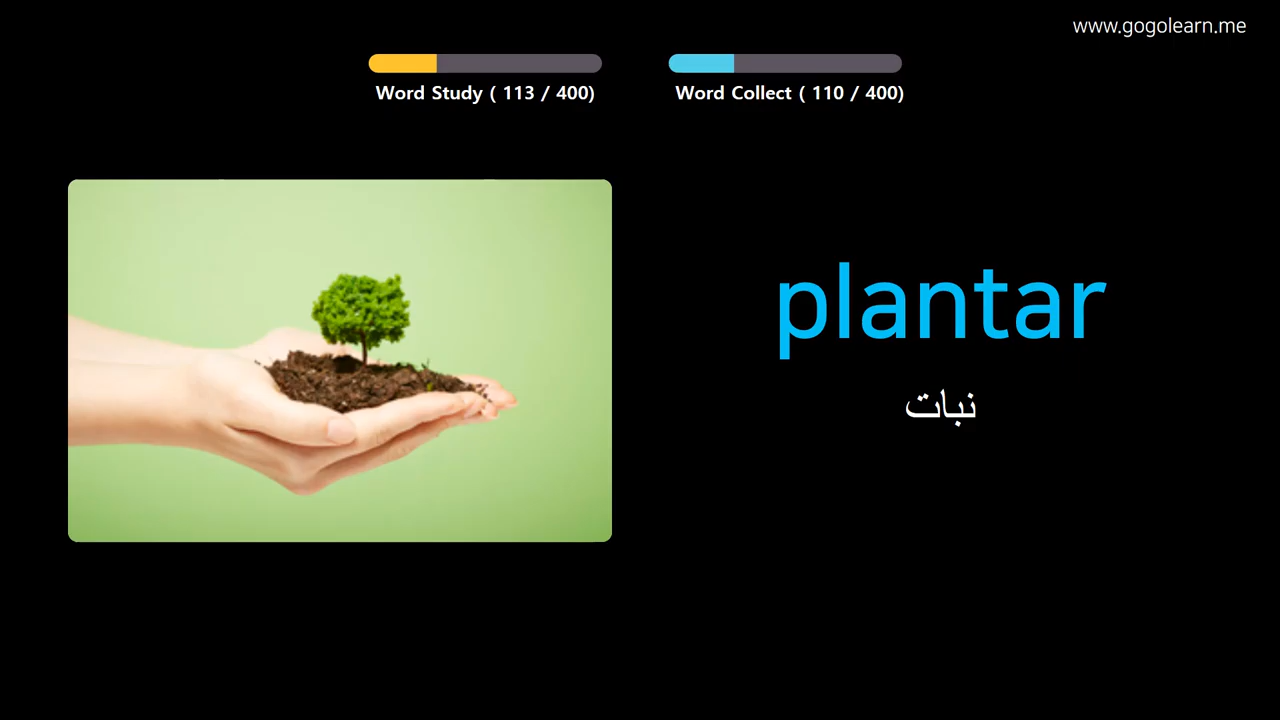 www.gogolearn.me
Word Study ( 113 / 400)
Word Collect ( 110 / 400)
plantar
نبات